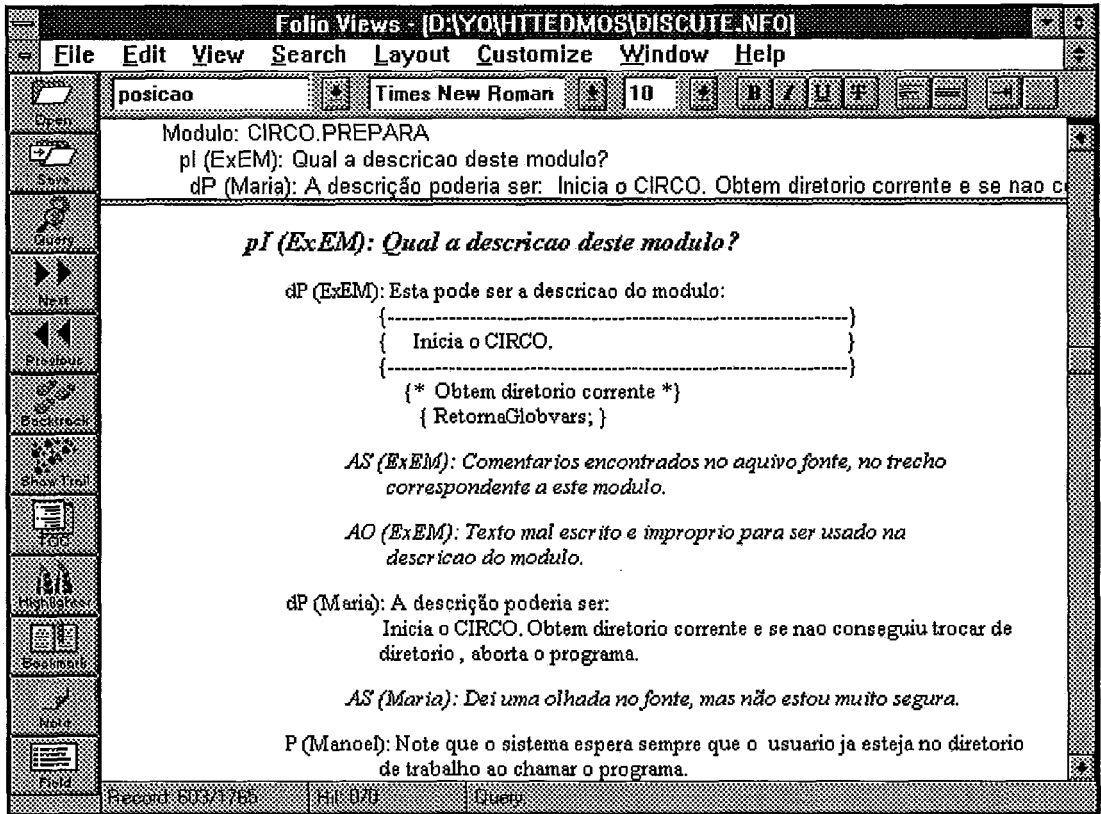 Folio Views - [D:\YO\HTTEDMOS\DISCUTE.NFO]
File Edit View Search Layout Customize Window Help
posicao Times New Roman 10 B I U T
Open
Save
Query
Next
Previous
Backtrack
Show Trail
Highlighter
Bookmark
Note
Field
Modulo: CIRCO.PREPARA
pI (ExEM): Qual a descricao deste modulo?
dP (Maria): A descrição poderia ser: Inicia o CIRCO. Obtem diretorio corrente e se nao c
pI (ExEM): Qual a descricao deste modulo?
dP (ExEM): Esta pode ser a descricao do modulo:
{--------------------------------------------------------------------}
{ Inicia o CIRCO. }
{--------------------------------------------------------------------}
{* Obtem diretorio corrente *}
{ RetornaGlobvars; }
AS (ExEM): Comentarios encontrados no aquivo fonte, no trecho
correspondente a este modulo.
AO (ExEM): Texto mal escrito e improprio para ser usado na
descricao do modulo.
dP (Maria): A descrição poderia ser:
Inicia o CIRCO. Obtem diretorio corrente e se nao conseguiu trocar de
diretorio , aborta o programa.
AS (Maria): Dei uma olhada no fonte, mas não estou muito segura.
P (Manoel): Note que o sistema espera sempre que o usuario ja esteja no diretorio
de trabalho ao chamar o programa.
Record: 603/1765 Hit: 0/0 Query: